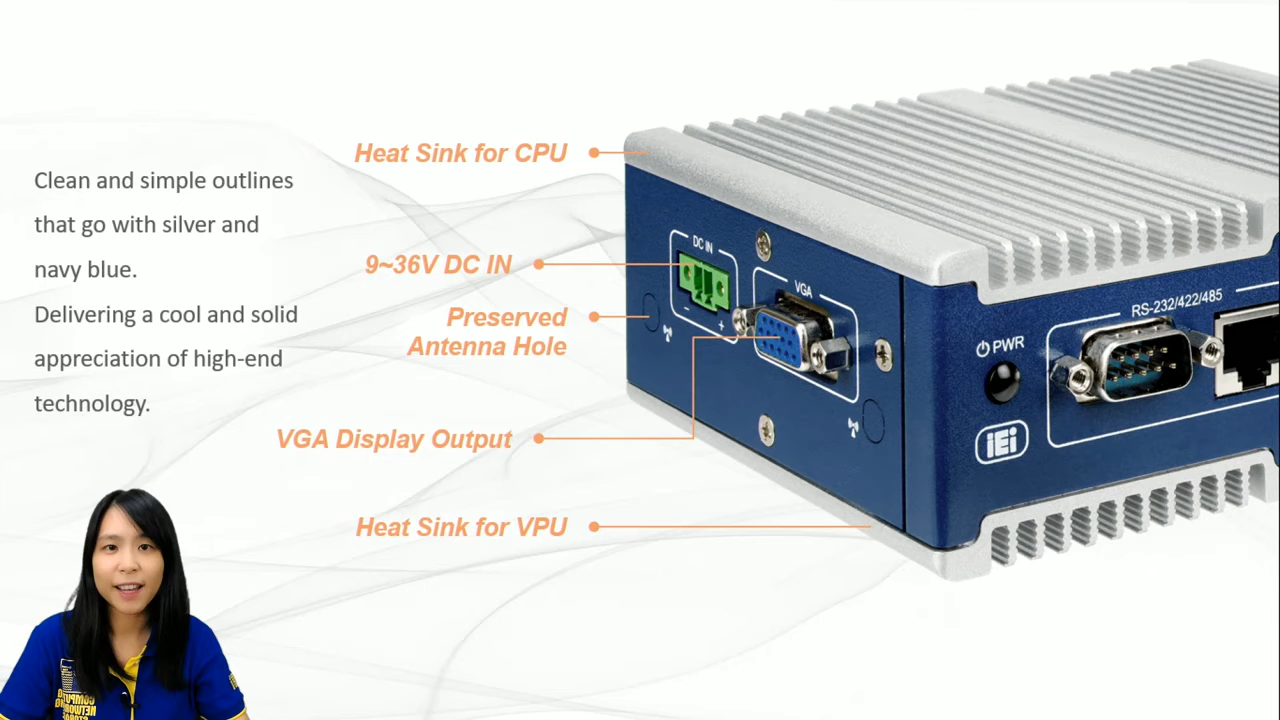 Clean and simple outlines
that go with silver and
navy blue.
Delivering a cool and solid
appreciation of high-end
technology.
Heat Sink for CPU
9~36V DC IN
Preserved
Antenna Hole
VGA Display Output
Heat Sink for VPU
DC IN
- +
VGA
RS-232/422/485
PWR
iEi